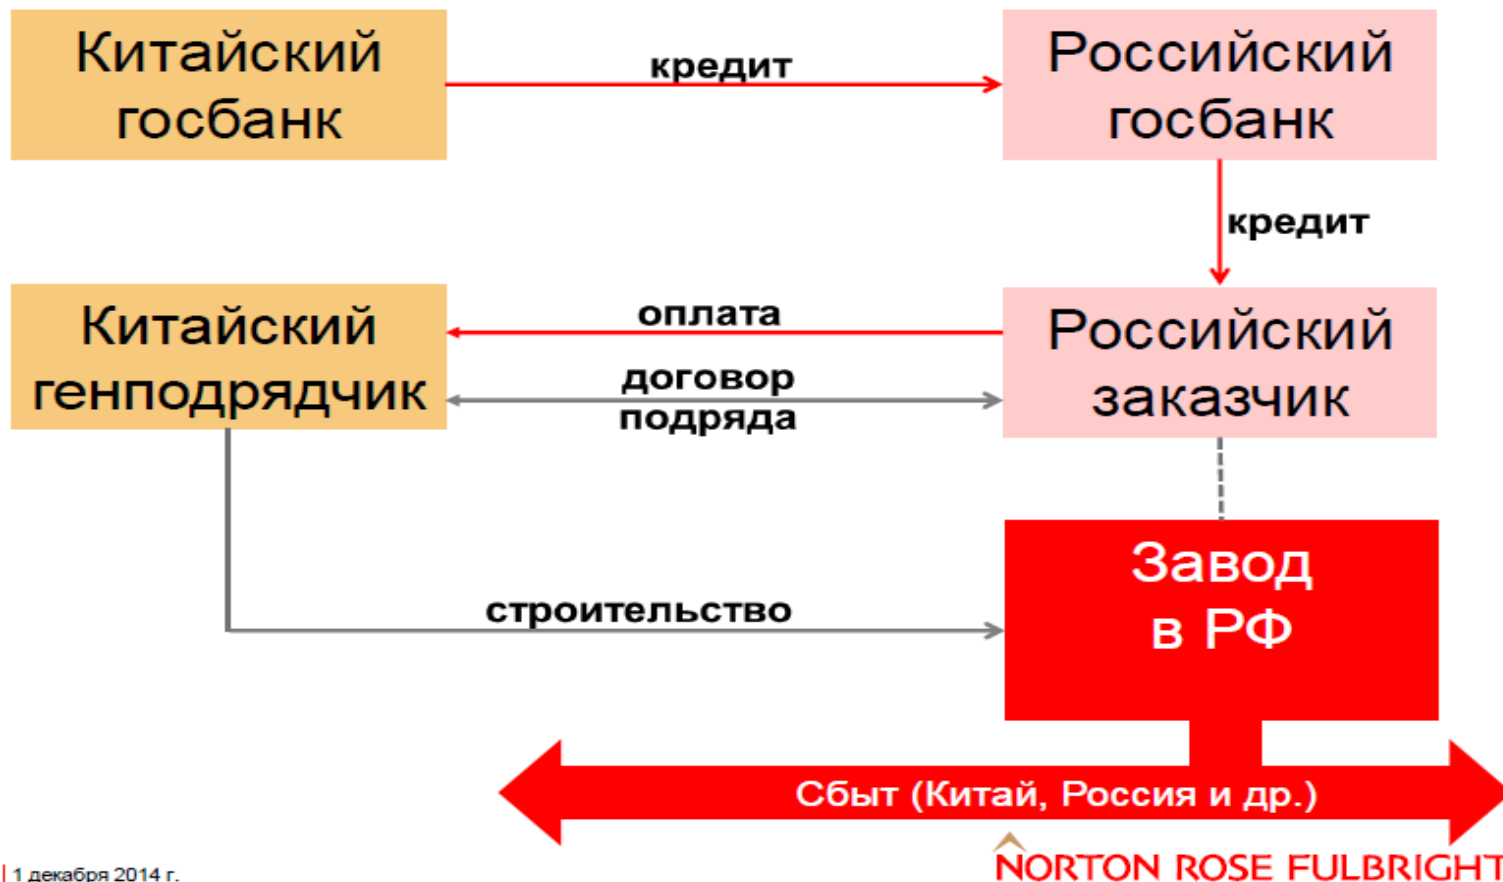 Китайский
госбанк
кредит
Российский
госбанк
кредит
Китайский
генподрядчик
оплата
договор
подряда
Российский
заказчик
строительство
Завод
в РФ
Сбыт (Китай, Россия и др.)
1 декабря 2014 г.
NORTON ROSE FULBRIGHT